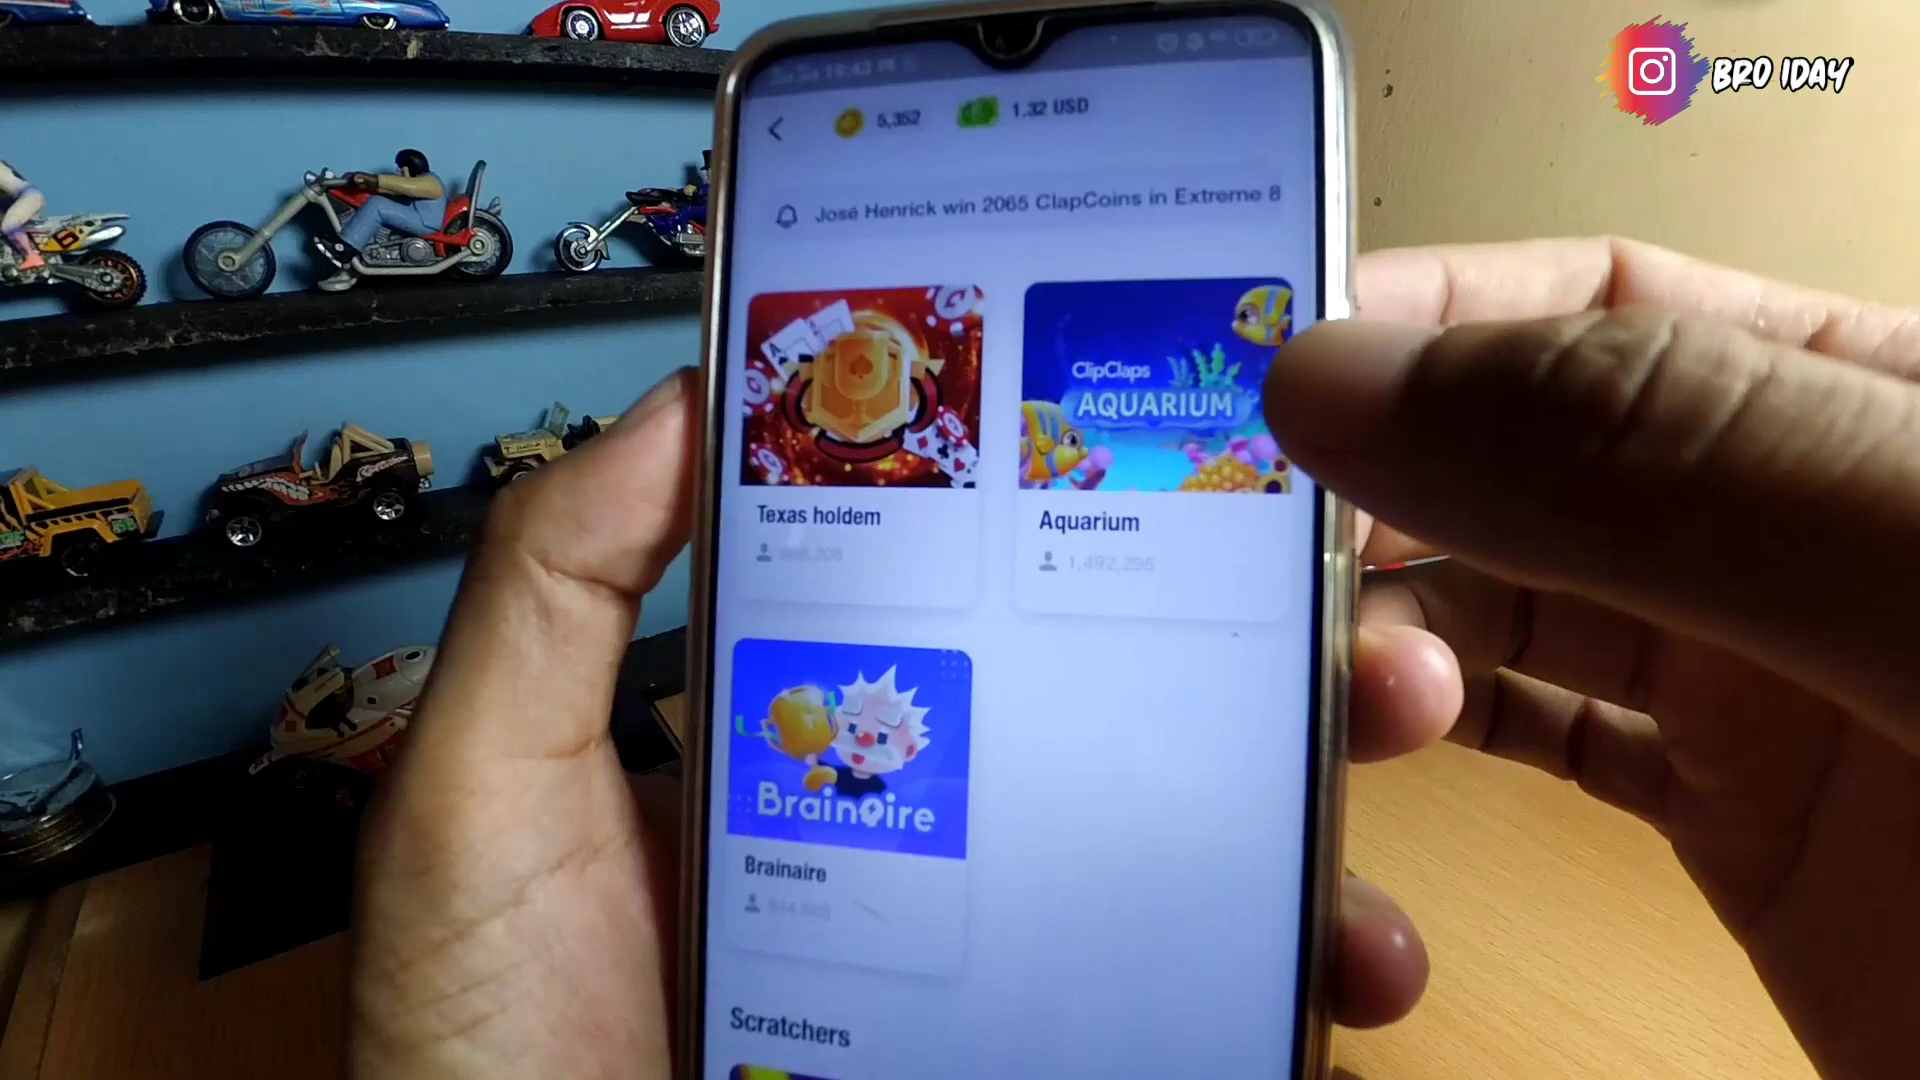 BRO IDAY
5,352
1.32 USD
José Henrick win 2065 ClapCoins in Extreme 8
ClipClaps
AQUARIUM
Texas holdem
Aquarium
1,492,296
Brainaire
Brainaire
Scratchers